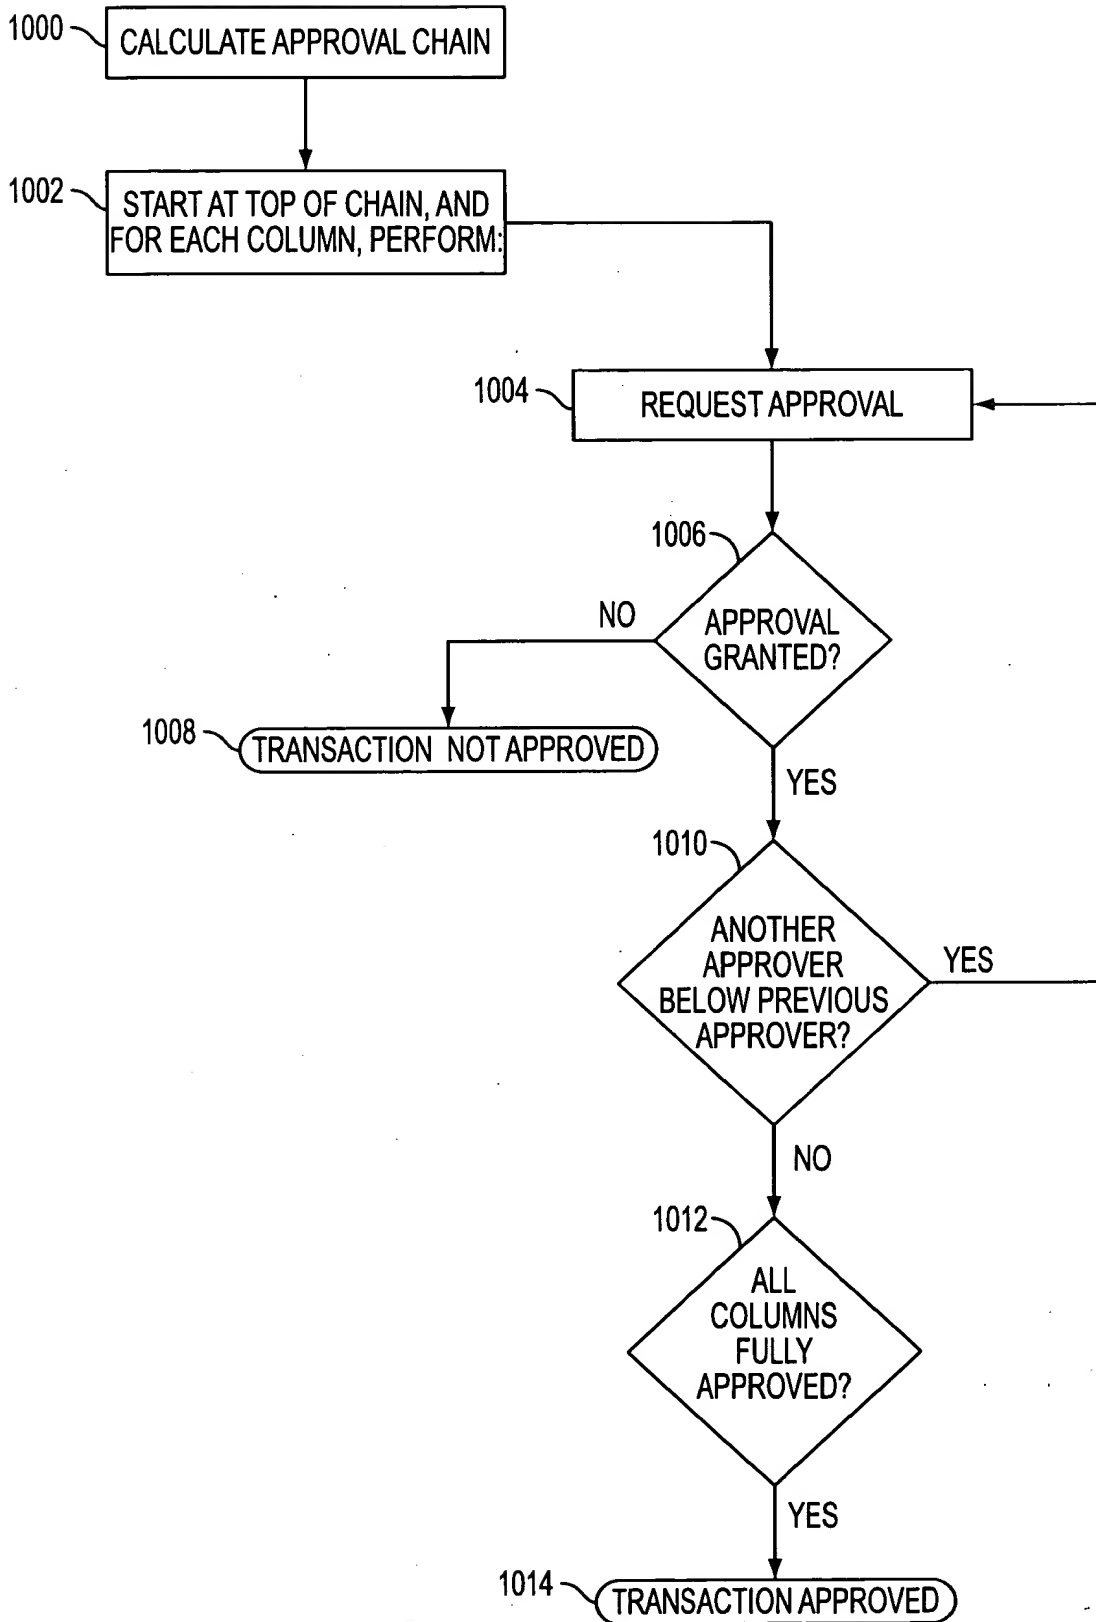 1000
CALCULATE APPROVAL CHAIN
1002
START AT TOP OF CHAIN, AND
FOR EACH COLUMN, PERFORM:
1004
REQUEST APPROVAL
1006
APPROVAL
GRANTED?
NO
1008
TRANSACTION NOT APPROVED
YES
1010
ANOTHER
APPROVER
BELOW PREVIOUS
APPROVER?
YES
NO
1012
ALL
COLUMNS
FULLY
APPROVED?
YES
1014
TRANSACTION APPROVED